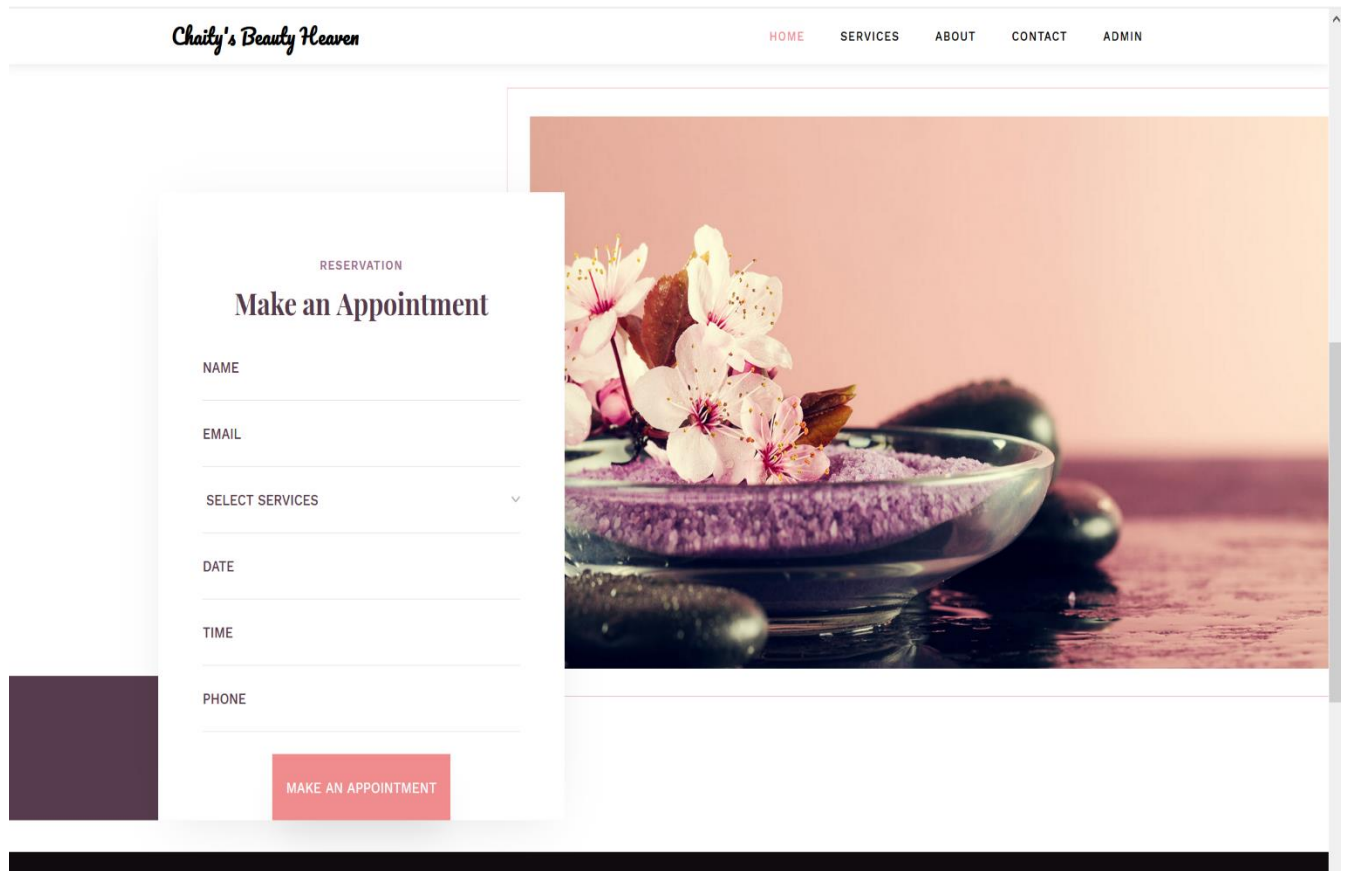 Chaity's Beauty Heaven
HOME SERVICES ABOUT CONTACT ADMIN
RESERVATION
Make an Appointment
NAME
EMAIL
SELECT SERVICES
DATE
TIME
PHONE
MAKE AN APPOINTMENT